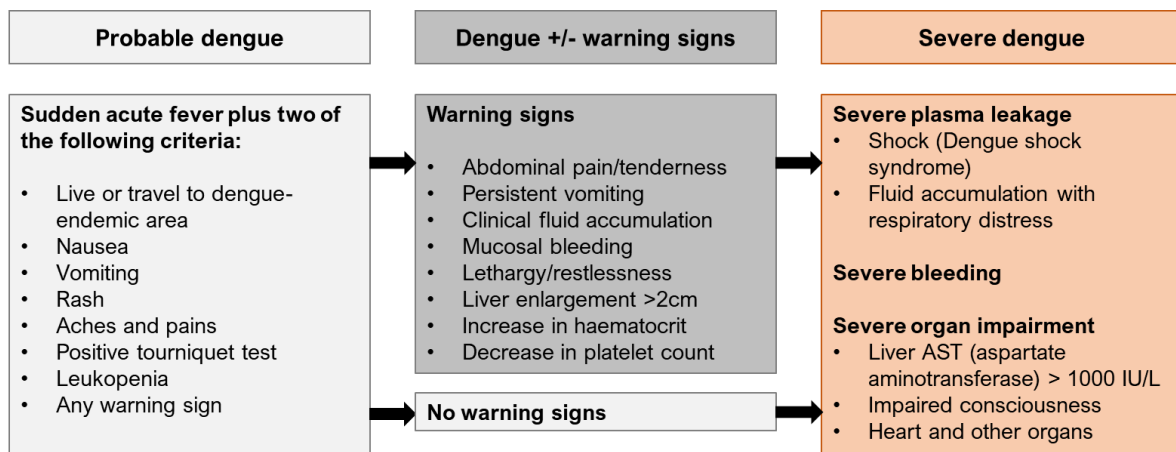 Probable dengue
Sudden acute fever plus two of
the following criteria:
• Live or travel to dengue-
endemic area
• Nausea
• Vomiting
• Rash
• Aches and pains
• Positive tourniquet test
• Leukopenia
• Any warning sign
Dengue +/- warning signs
Warning signs
• Abdominal pain/tenderness
• Persistent vomiting
• Clinical fluid accumulation
• Mucosal bleeding
• Lethargy/restlessness
• Liver enlargement >2cm
• Increase in haematocrit
• Decrease in platelet count
No warning signs
Severe dengue
Severe plasma leakage
• Shock (Dengue shock
syndrome)
• Fluid accumulation with
respiratory distress
Severe bleeding
Severe organ impairment
• Liver AST (aspartate
aminotransferase) > 1000 IU/L
• Impaired consciousness
• Heart and other organs